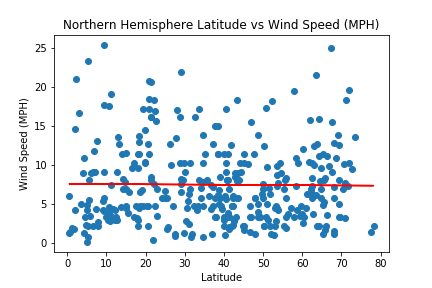 Northern Hemisphere Latitude vs Wind Speed (MPH)
25
20
15
10
5
0
Wind Speed (MPH)
0 10 20 30 40 50 60 70 80
Latitude